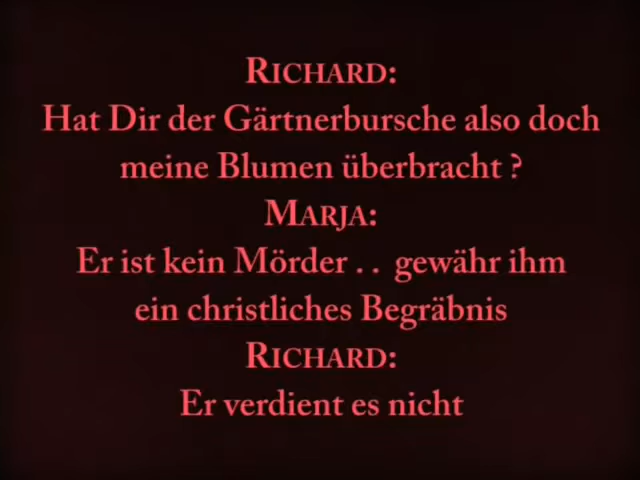 RICHARD:
Hat Dir der Gärtnerbursche also doch
meine Blumen überbracht ?
MARJA:
Er ist kein Mörder . . gewähr ihm
ein christliches Begräbnis
RICHARD:
Er verdient es nicht